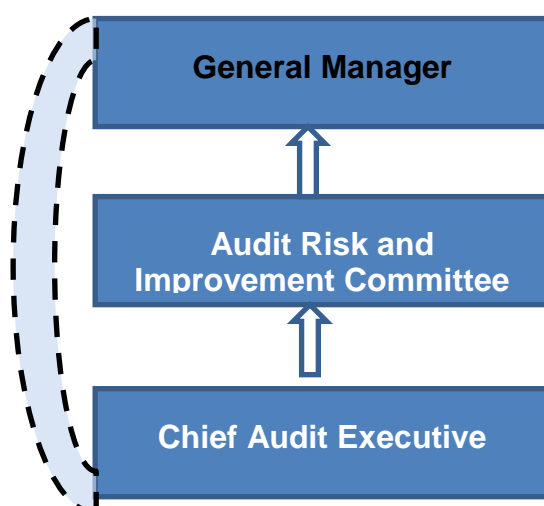 General Manager
Audit Risk and
Improvement Committee
Chief Audit Executive